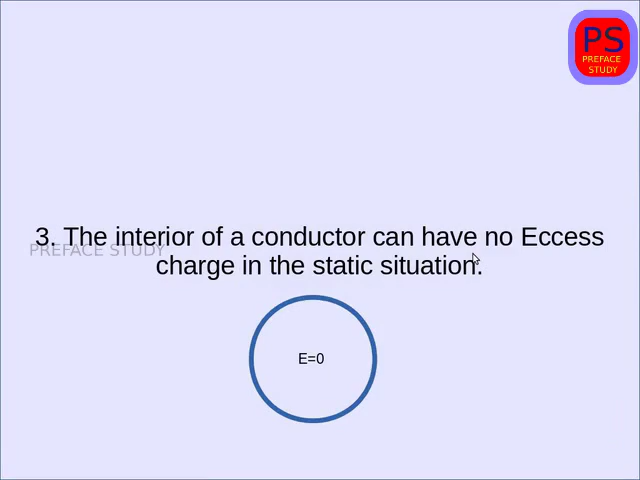 PS
PREFACE
STUDY
3. The interior of a conductor can have no Eccess
PREFACE STUDY
charge in the static situation.
E=0